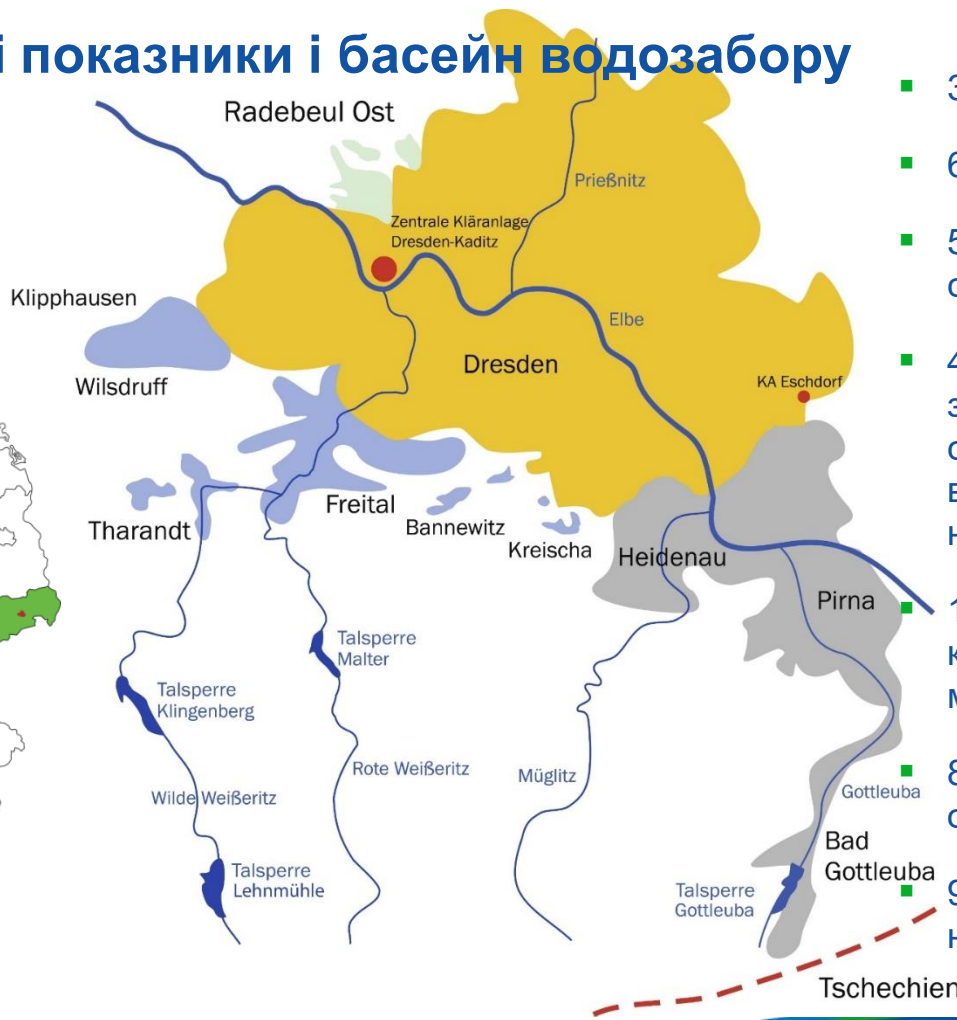 і показники і басейн водозабору
Radebeul Ost
Prießnitz
Zentrale Kläranlage
Dresden-Kaditz
Klipphausen
Elbe
Wilsdruff
Dresden
KA Eschdorf
Freital
Tharandt
Bannewitz
Kreischa
Heidenau
Pirna
Talsperre
Malter
Talsperre
Klingenberg
Rote Weißeritz
Müglitz
Wilde Weißeritz
Gottleuba
Bad
Gottleuba
Talsperre
Lehnmühle
Talsperre
Gottleuba
Tschechien